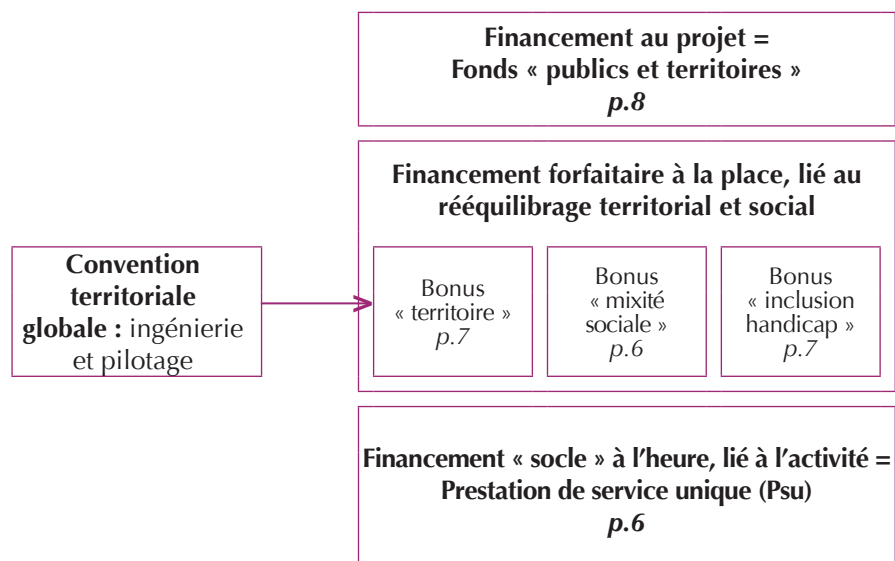 Financement au projet =
Fonds « publics et territoires »
p.8
Financement forfaitaire à la place, lié au
rééquilibrage territorial et social
Convention
territoriale
globale : ingénierie
et pilotage
Bonus
« territoire »
p.7
Bonus
« mixité
sociale »
p.6
Bonus
« inclusion
handicap »
p.7
Financement « socle » à l’heure, lié à l’activité =
Prestation de service unique (Psu)
p.6